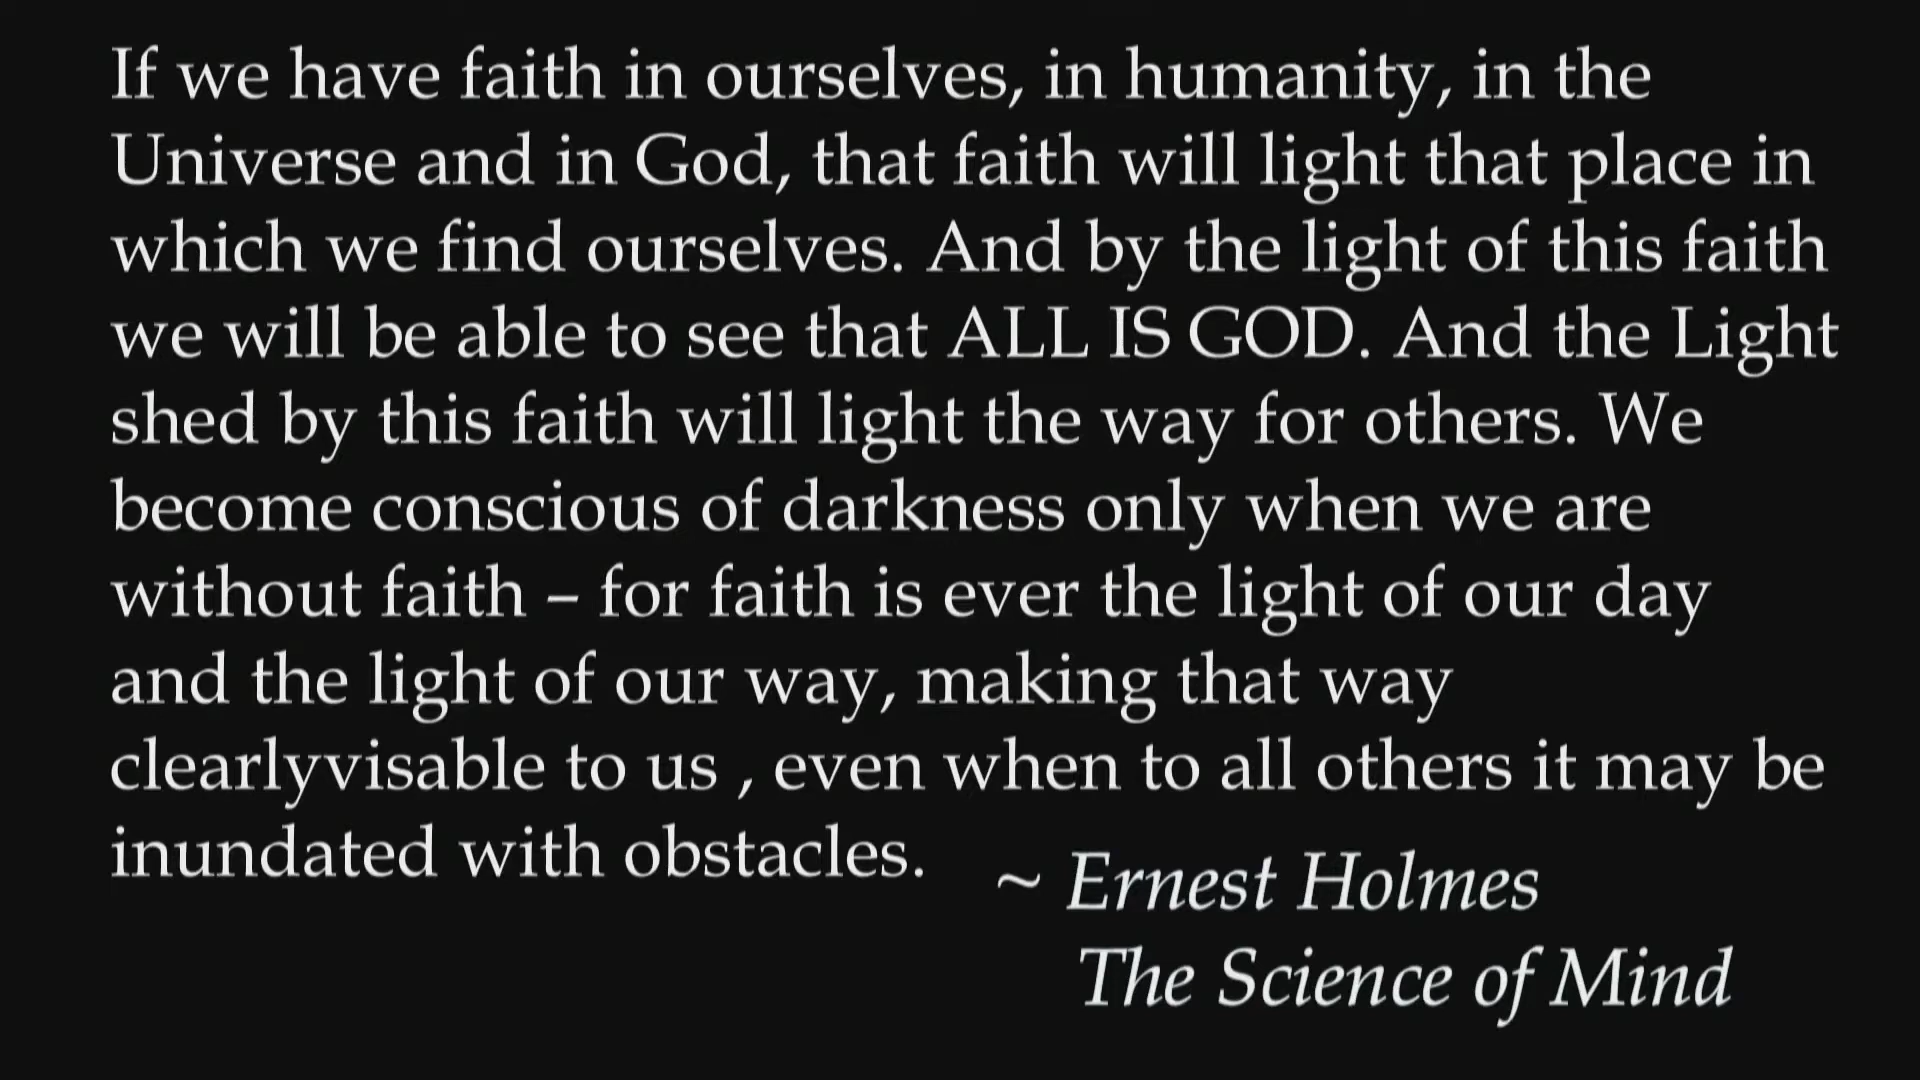 If we have faith in ourselves, in humanity, in the
Universe and in God, that faith will light that place in
which we find ourselves. And by the light of this faith
we will be able to see that ALL IS GOD. And the Light
shed by this faith will light the way for others. We
become conscious of darkness only when we are
without faith – for faith is ever the light of our day
and the light of our way, making that way
clearlyvisable to us , even when to all others it may be
inundated with obstacles.
~ Ernest Holmes
The Science of Mind